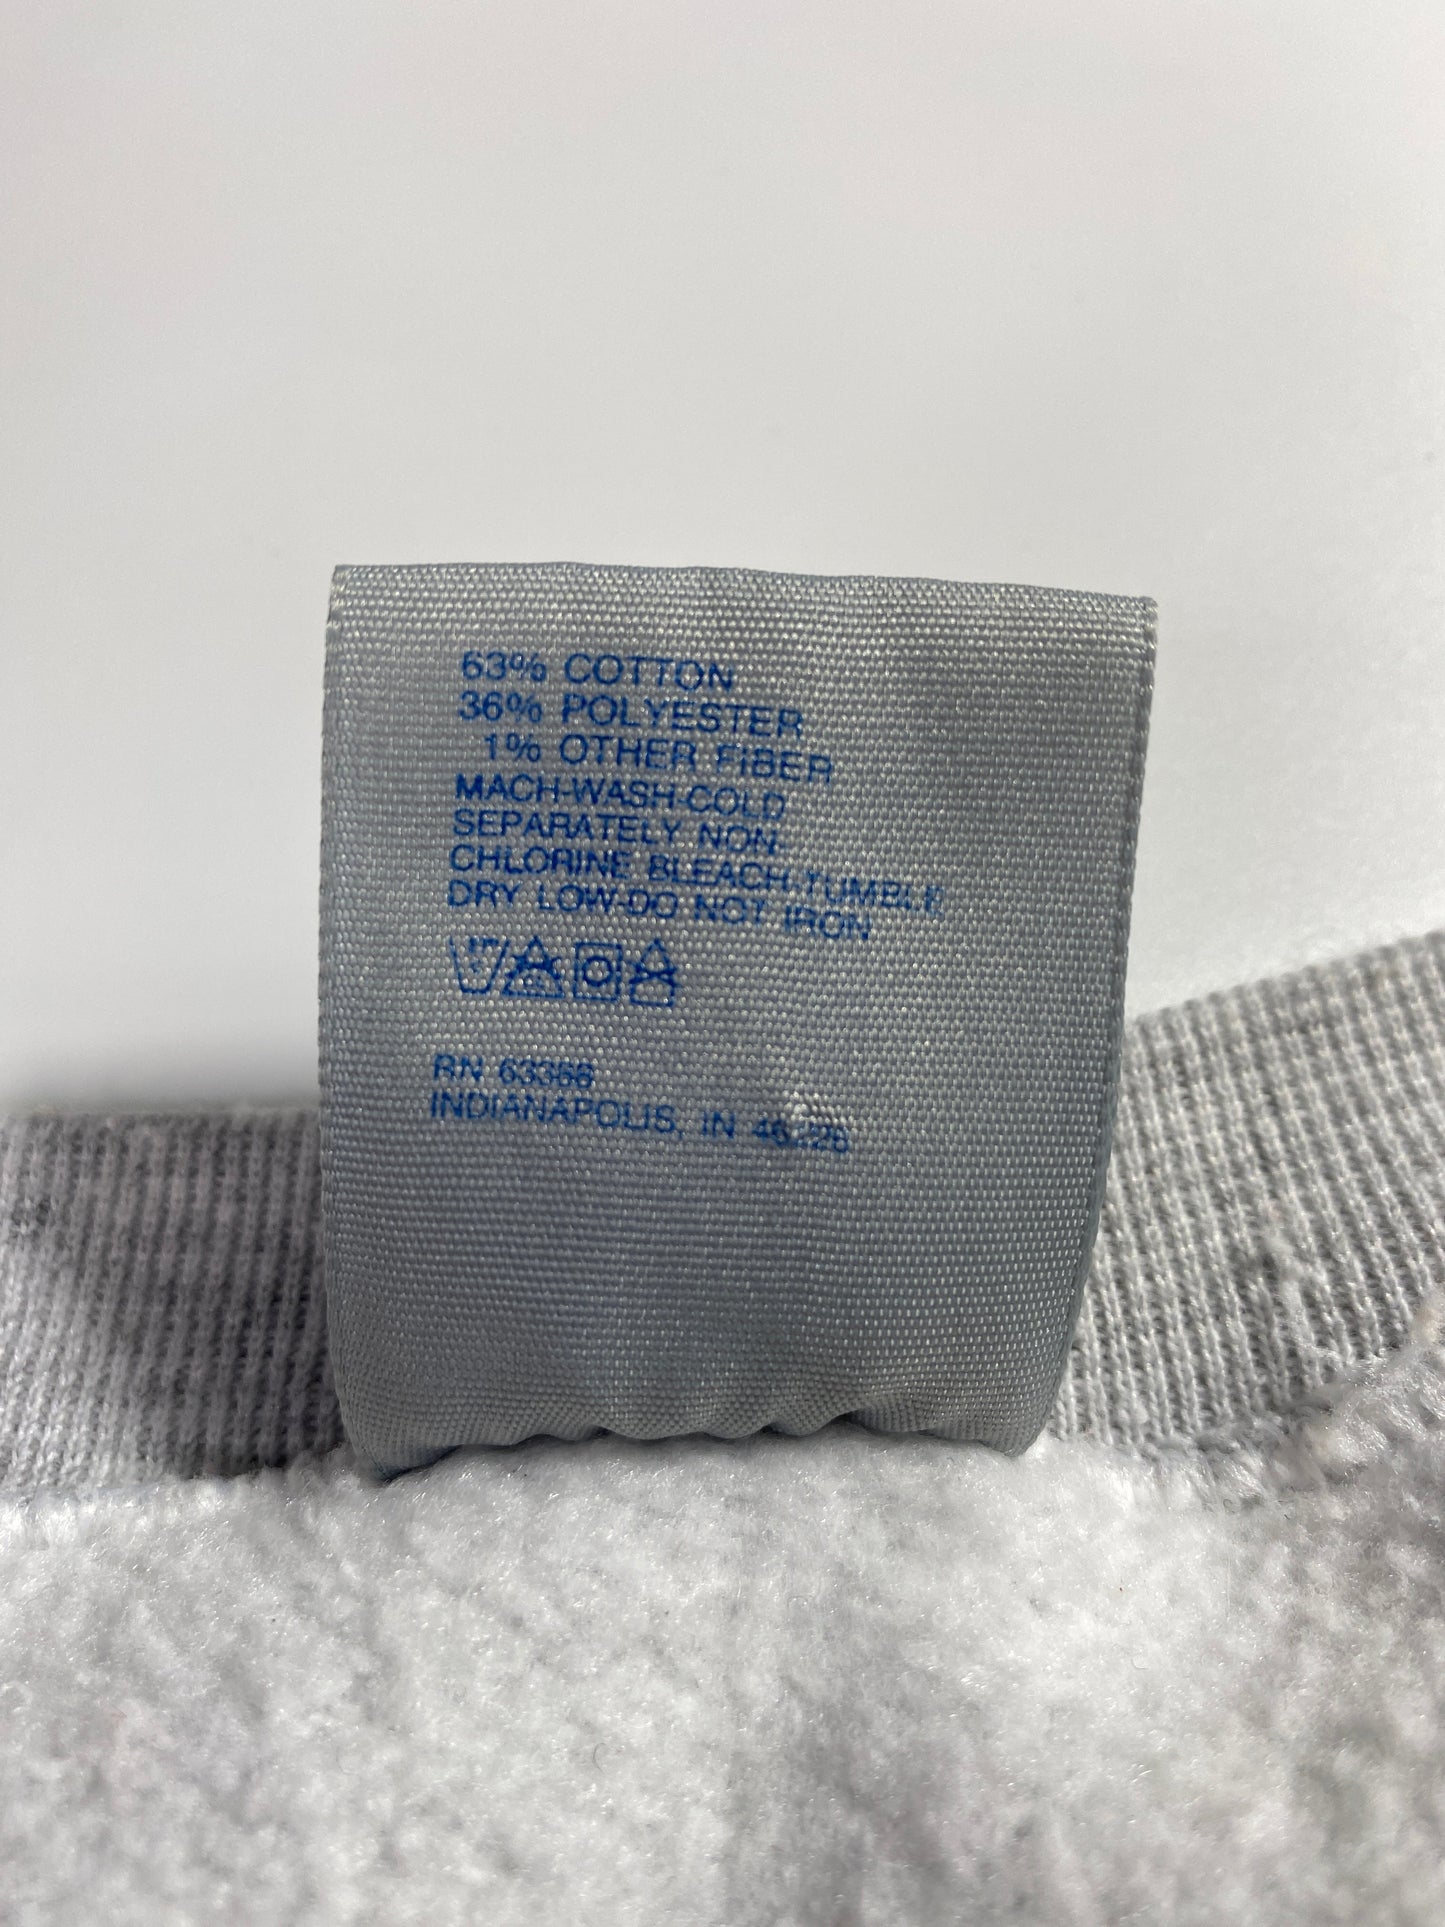 63% COTTON
36% POLYESTER
1% OTHER FIBER
MACH-WASH-COLD
SEPARATELY NON-
CHLORINE BLEACH-TUMBLE
DRY LOW-DO NOT IRON
RN 63366
INDIANAPOLIS, IN